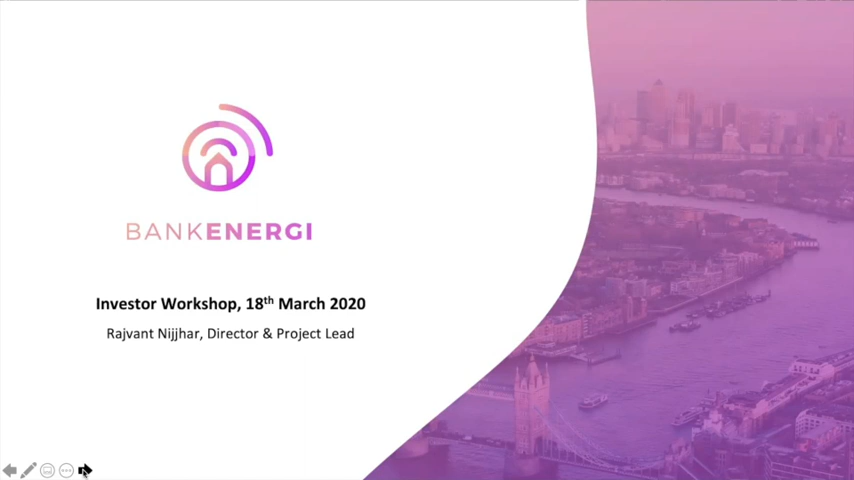 BANKENERGI
Investor Workshop, 18th March 2020
Rajvant Nijjhar, Director & Project Lead